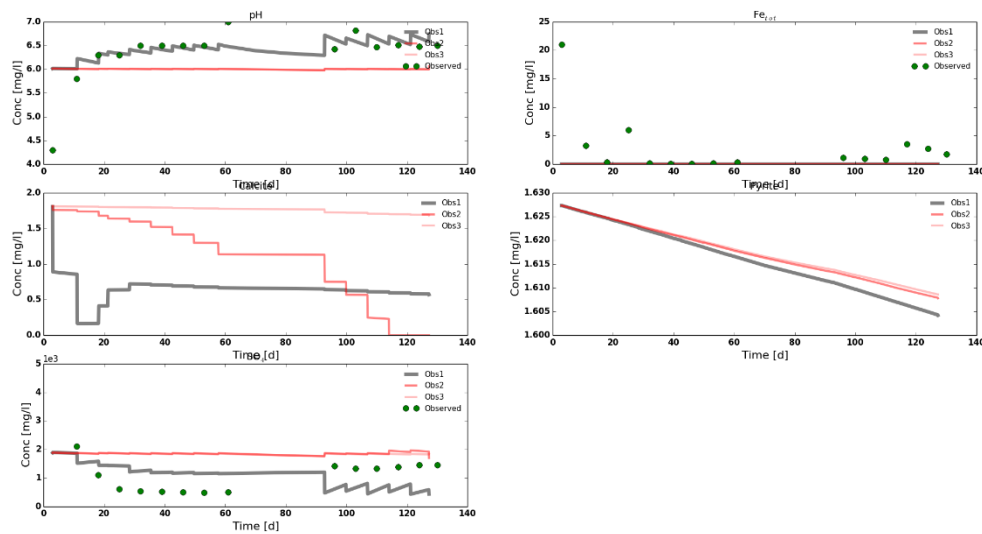 pH
Conc [mg/l]
7.0
6.5
6.0
5.5
5.0
4.5
4.0
Obs1
Obs2
Obs3
Observed
0 20 40 60 80 100 120 140
Time [d]
Fe_tot
Conc [mg/l]
25
20
15
10
5
0
Obs1
Obs2
Obs3
Observed
0 20 40 60 80 100 120 140
Time [d]
Calcite
Conc [mg/l]
2.0
1.5
1.0
0.5
0.0
Obs1
Obs2
Obs3
0 20 40 60 80 100 120 140
Time [d]
Pyrite
Conc [mg/l]
1.630
1.625
1.620
1.615
1.610
1.605
1.600
Obs1
Obs2
Obs3
0 20 40 60 80 100 120 140
Time [d]
1e3
Conc [mg/l]
5
4
3
2
1
0
Obs1
Obs2
Obs3
Observed
0 20 40 60 80 100 120 140
Time [d]